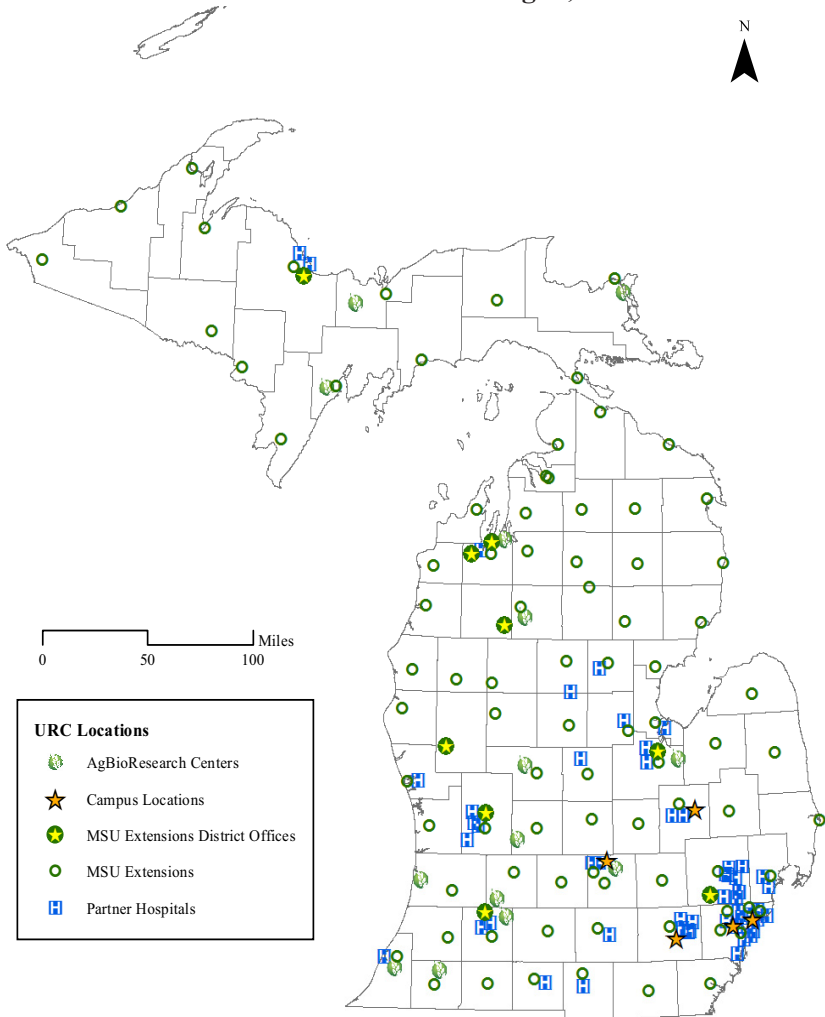 N
Miles
0 50 100
URC Locations
AgBioResearch Centers
Campus Locations
MSU Extensions District Offices
MSU Extensions
Partner Hospitals